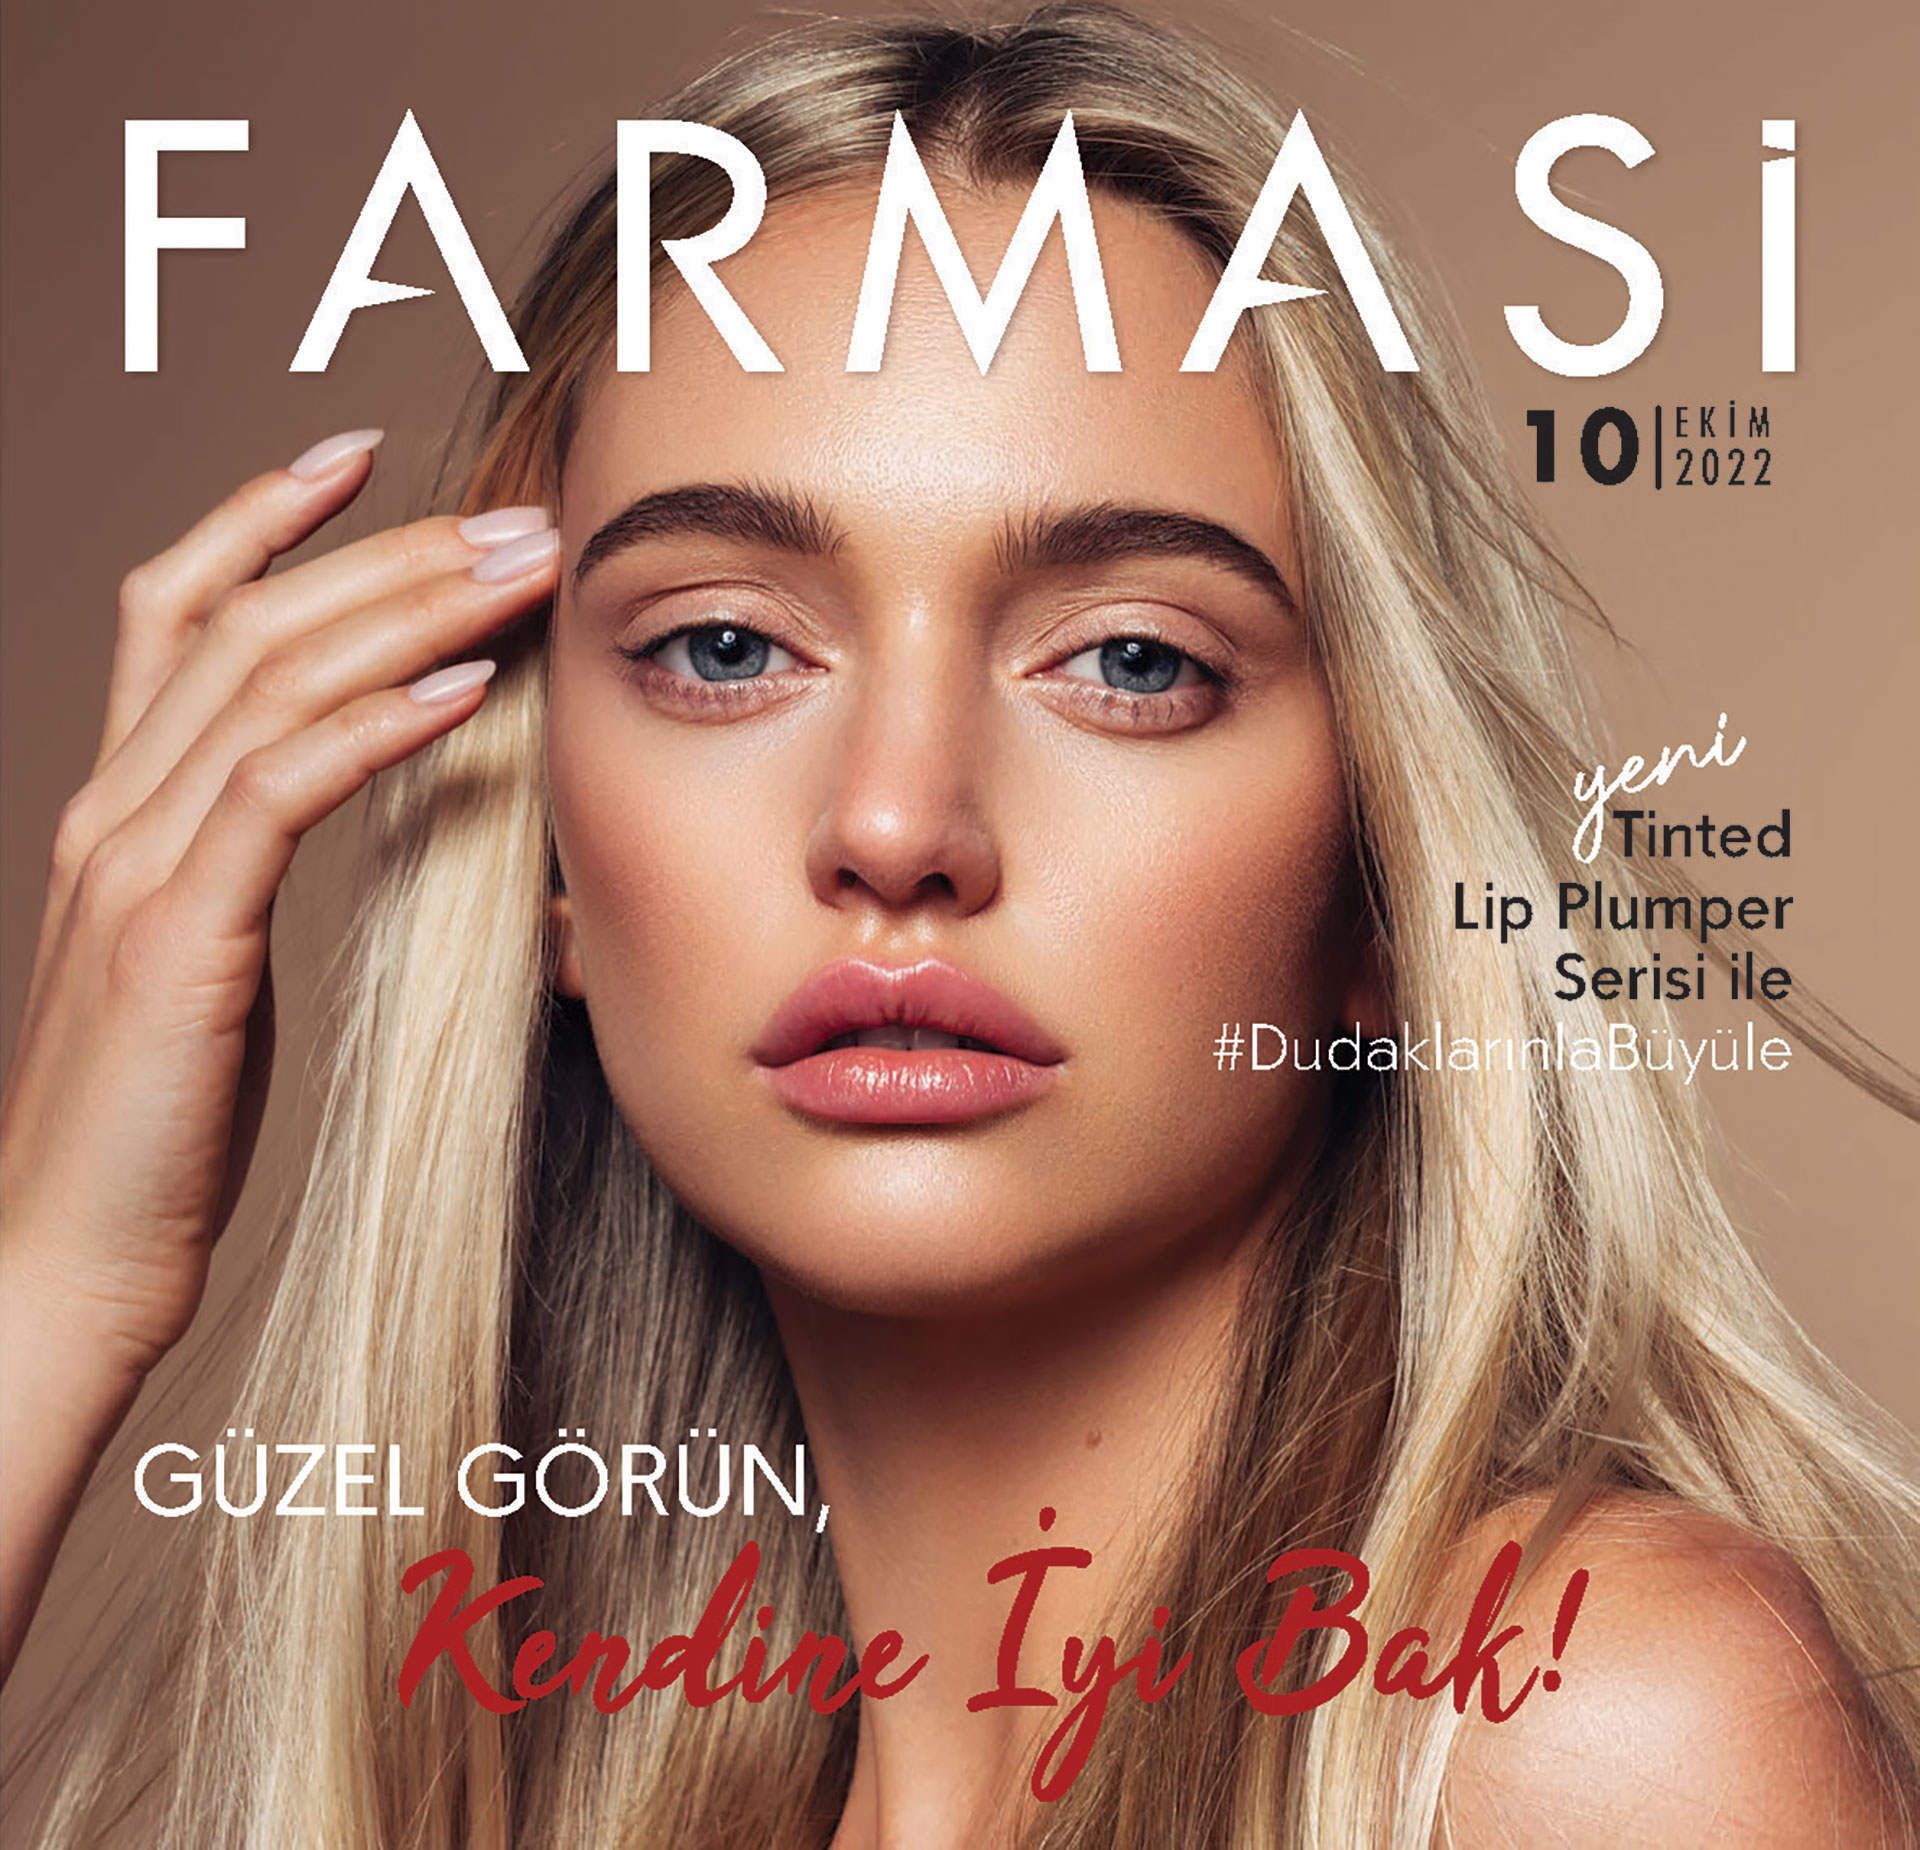 FARMASİ
10 | EKİM
2022
yeni
Tinted
Lip Plumper
Serisi ile
#DudaklarınlaBüyüle
GÜZEL GÖRÜN,
Kendine İyi Bak!